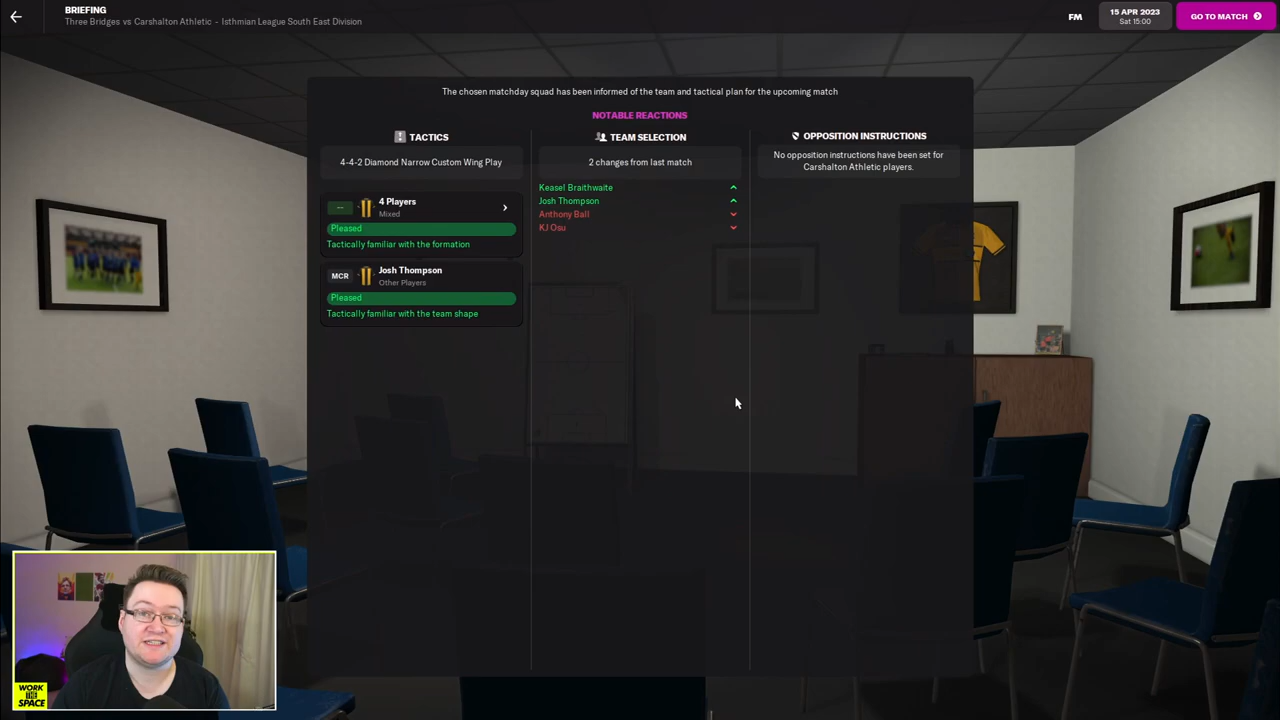 BRIEFING
Three Bridges vs Carshalton Athletic - Isthmian League South East Division
FM
15 APR 2023
Sat 15:00
GO TO MATCH
The chosen matchday squad has been informed of the team and tactical plan for the upcoming match
NOTABLE REACTIONS
TACTICS
4-4-2 Diamond Narrow Custom Wing Play
--
4 Players
Mixed
Pleased
Tactically familiar with the formation
MCR
Josh Thompson
Other Players
Pleased
Tactically familiar with the team shape
TEAM SELECTION
2 changes from last match
Keasel Braithwaite
Josh Thompson
Anthony Ball
KJ Osu
OPPOSITION INSTRUCTIONS
No opposition instructions have been set for
Carshalton Athletic players.
WORK
THE
SPACE